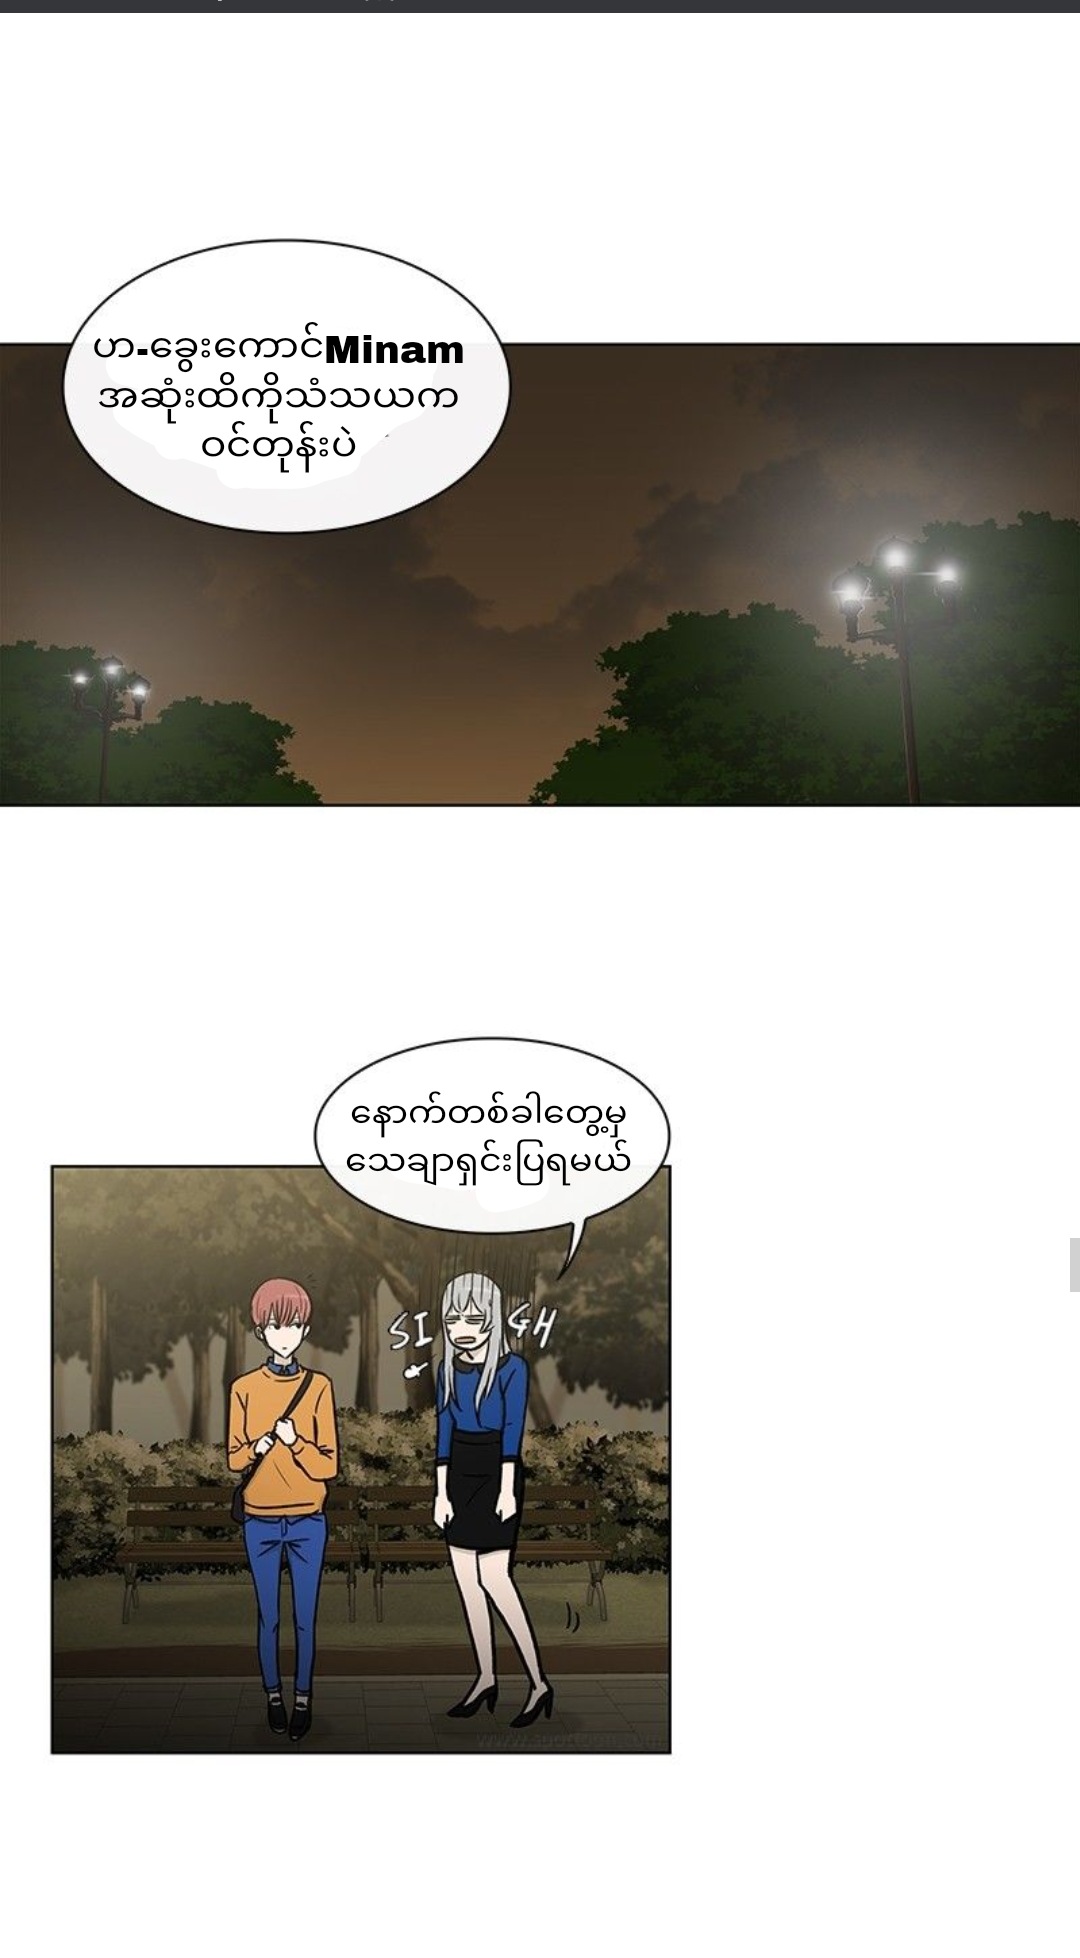 ဟာ-ခွေးကောင်Minam
အဆုံးထိကိုသံသယက
ဝင်တုန်းပဲ
နောက်တစ်ခါတွေ့မှ
သေချာရှင်းပြရမယ်
SI GH